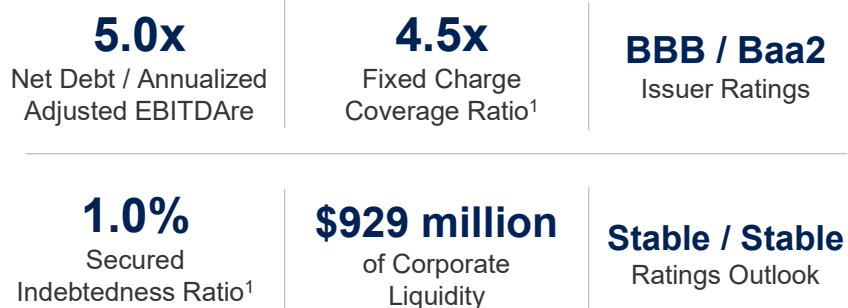 5.0x
Net Debt / Annualized
Adjusted EBITDAre
4.5x
Fixed Charge
Coverage Ratio¹
BBB / Baa2
Issuer Ratings
1.0%
Secured
Indebtedness Ratio¹
$929 million
of Corporate
Liquidity
Stable / Stable
Ratings Outlook